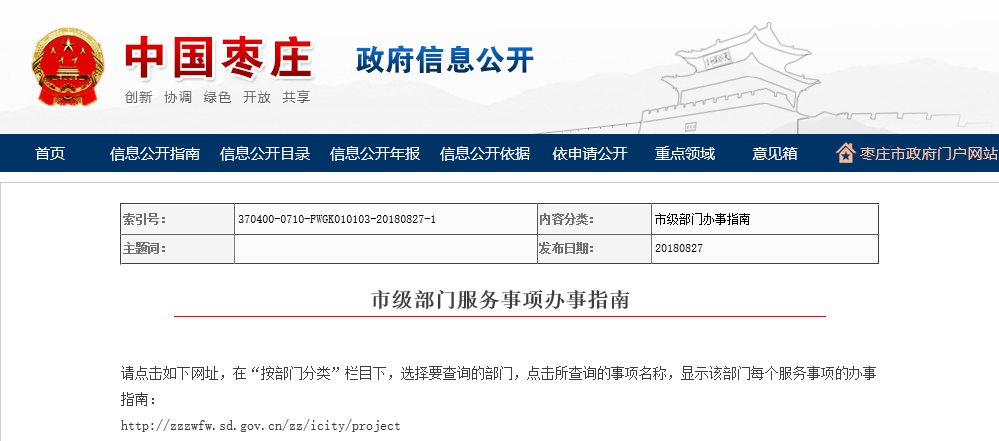 中国枣庄
政府信息公开
创新 协调 绿色 开放 共享
首页 信息公开指南 信息公开目录 信息公开年报 信息公开依据 依申请公开 重点领域 意见箱 枣庄市政府门户网站
索引号： 370400-0710-FWGK010103-20180827-1 内容分类： 市级部门办事指南
主题词： 发布日期： 20180827
市级部门服务事项办事指南
请点击如下网址，在“按部门分类”栏目下，选择要查询的部门，点击所查询的事项名称，显示该部门每个服务事项的办事
指南：
http://zzzwfw.sd.gov.cn/zz/icity/project